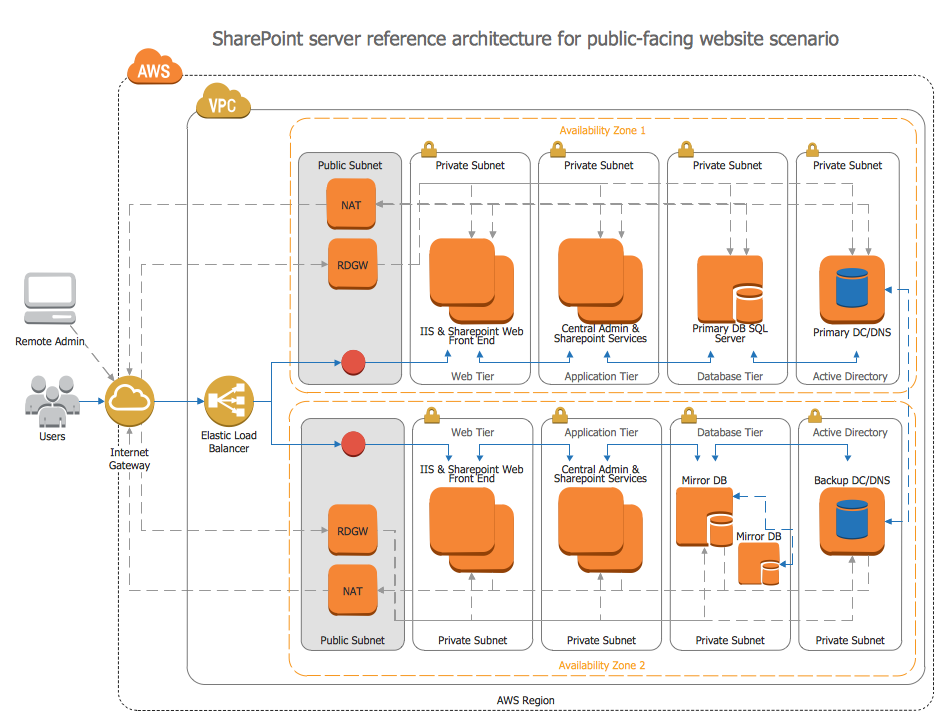 SharePoint server reference architecture for public-facing website scenario
AWS
VPC
Availability Zone 1
Public Subnet
Private Subnet
Private Subnet
Private Subnet
Private Subnet
NAT
RDGW
IIS & Sharepoint Web
Front End
Central Admin &
Sharepoint Services
Primary DB SQL
Server
Primary DC/DNS
Web Tier
Application Tier
Database Tier
Active Directory
Remote Admin
Users
Internet
Gateway
Elastic Load
Balancer
Web Tier
Application Tier
Database Tier
Active Directory
IIS & Sharepoint Web
Front End
Central Admin &
Sharepoint Services
Mirror DB
Backup DC/DNS
RDGW
Mirror DB
NAT
Public Subnet
Private Subnet
Private Subnet
Private Subnet
Private Subnet
Availability Zone 2
AWS Region